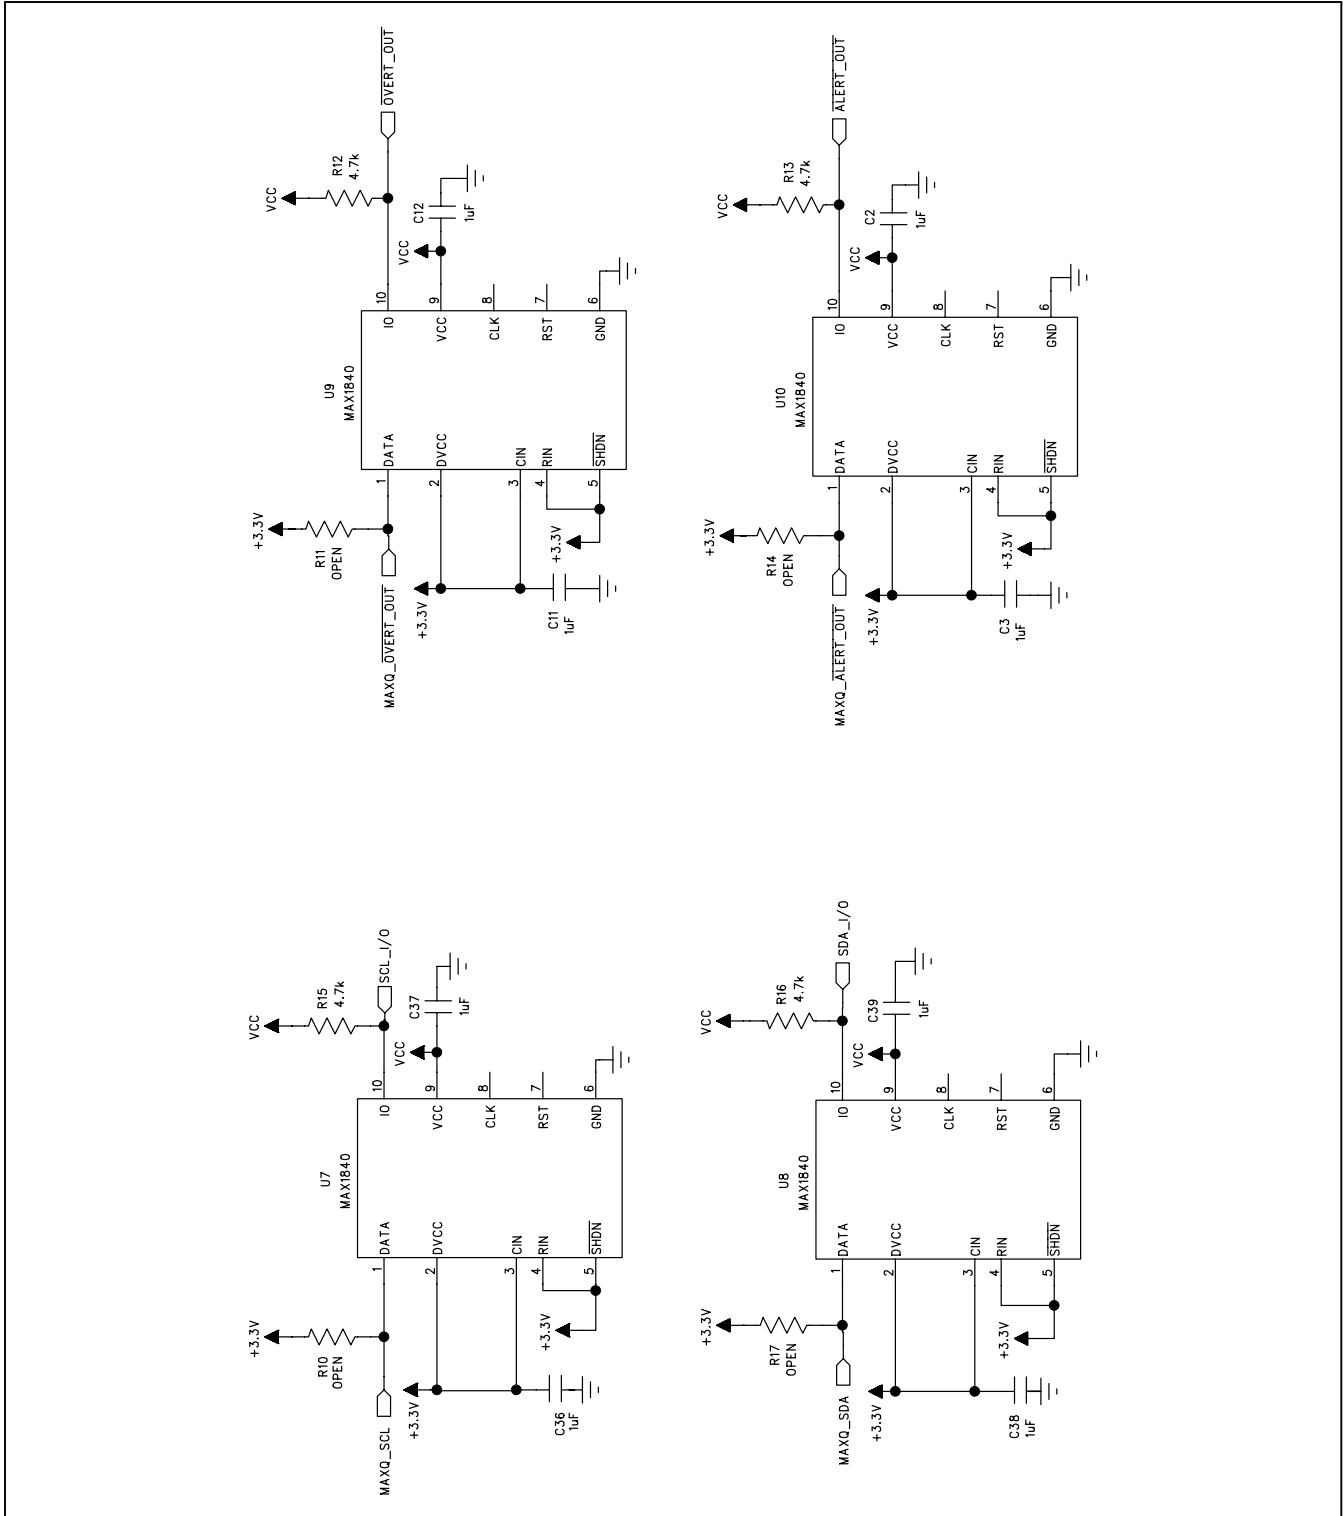 VCC
R12
4.7k
OVERT_OUT
C12
1uF
VCC
10
9
8
7
6
IO
VCC
CLK
RST
GND
U9
MAX1840
DATA
DVCC
CIN
RIN
SHDN
1
2
3
4
5
+3.3V
R11
OPEN
MAXQ_OVERT_OUT
+3.3V
+3.3V
C11
1uF
VCC
R13
4.7k
ALERT_OUT
C2
1uF
VCC
10
9
8
7
6
IO
VCC
CLK
RST
GND
U10
MAX1840
DATA
DVCC
CIN
RIN
SHDN
1
2
3
4
5
+3.3V
R14
OPEN
MAXQ_ALERT_OUT
+3.3V
+3.3V
C3
1uF
VCC
R15
4.7k
SCL_I/O
C37
1uF
VCC
10
9
8
7
6
IO
VCC
CLK
RST
GND
U7
MAX1840
DATA
DVCC
CIN
RIN
SHDN
1
2
3
4
5
+3.3V
R10
OPEN
MAXQ_SCL
+3.3V
+3.3V
C36
1uF
VCC
R16
4.7k
SDA_I/O
C39
1uF
VCC
10
9
8
7
6
IO
VCC
CLK
RST
GND
U8
MAX1840
DATA
DVCC
CIN
RIN
SHDN
1
2
3
4
5
+3.3V
R17
OPEN
MAXQ_SDA
+3.3V
+3.3V
C38
1uF